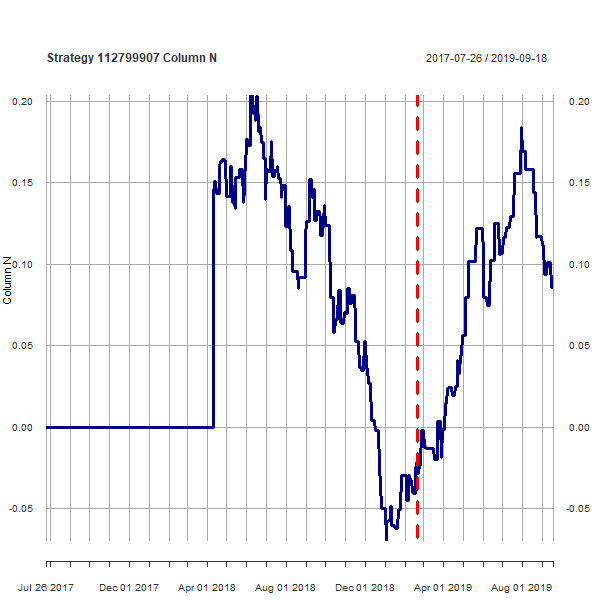 Strategy 112799907 Column N
2017-07-26 / 2019-09-18
0.20
0.20
0.15
0.15
0.10
0.10
Column N
0.05
0.05
0.00
0.00
-0.05
-0.05
Jul 26 2017
Dec 01 2017
Apr 01 2018
Aug 01 2018
Dec 01 2018
Apr 01 2019
Aug 01 2019